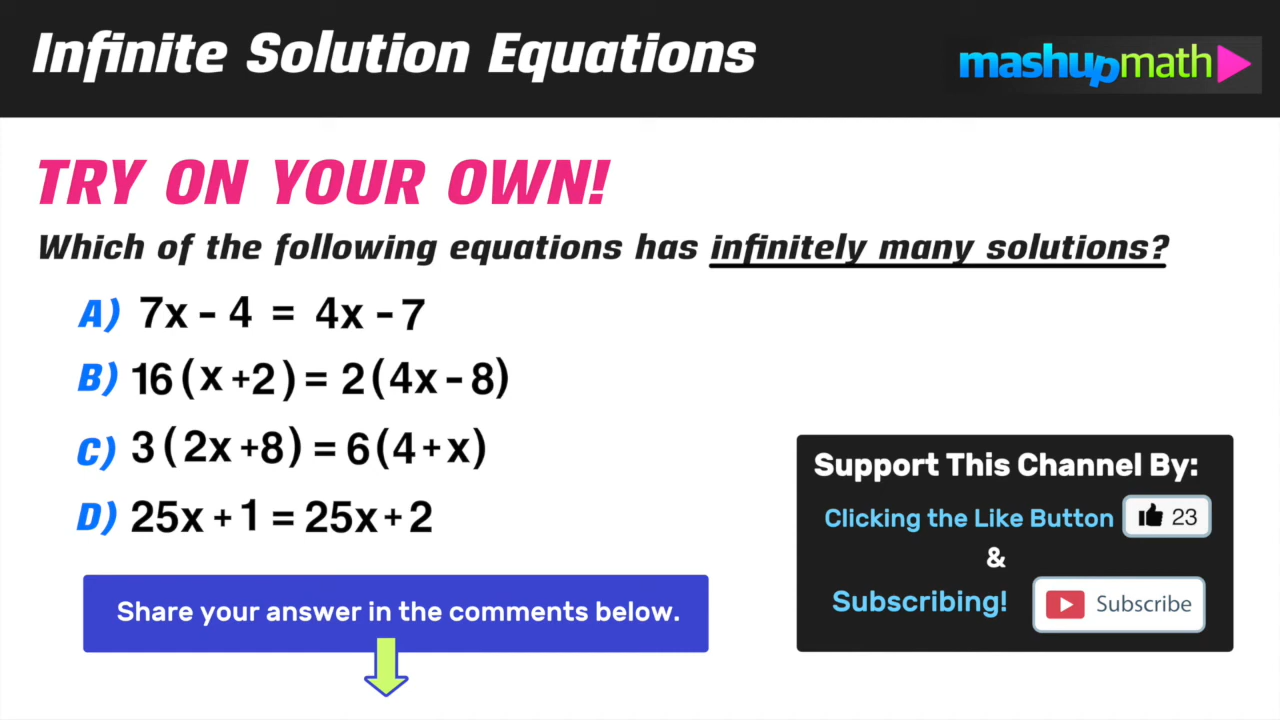 Infinite Solution Equations
mashupmath
TRY ON YOUR OWN!
Which of the following equations has infinitely many solutions?
A) 7x - 4 = 4x - 7
B) 16(x+2) = 2(4x-8)
C) 3(2x+8) = 6(4+x)
D) 25x+1 = 25x+2
Share your answer in the comments below.
Support This Channel By:
Clicking the Like Button 23
&
Subscribing! Subscribe